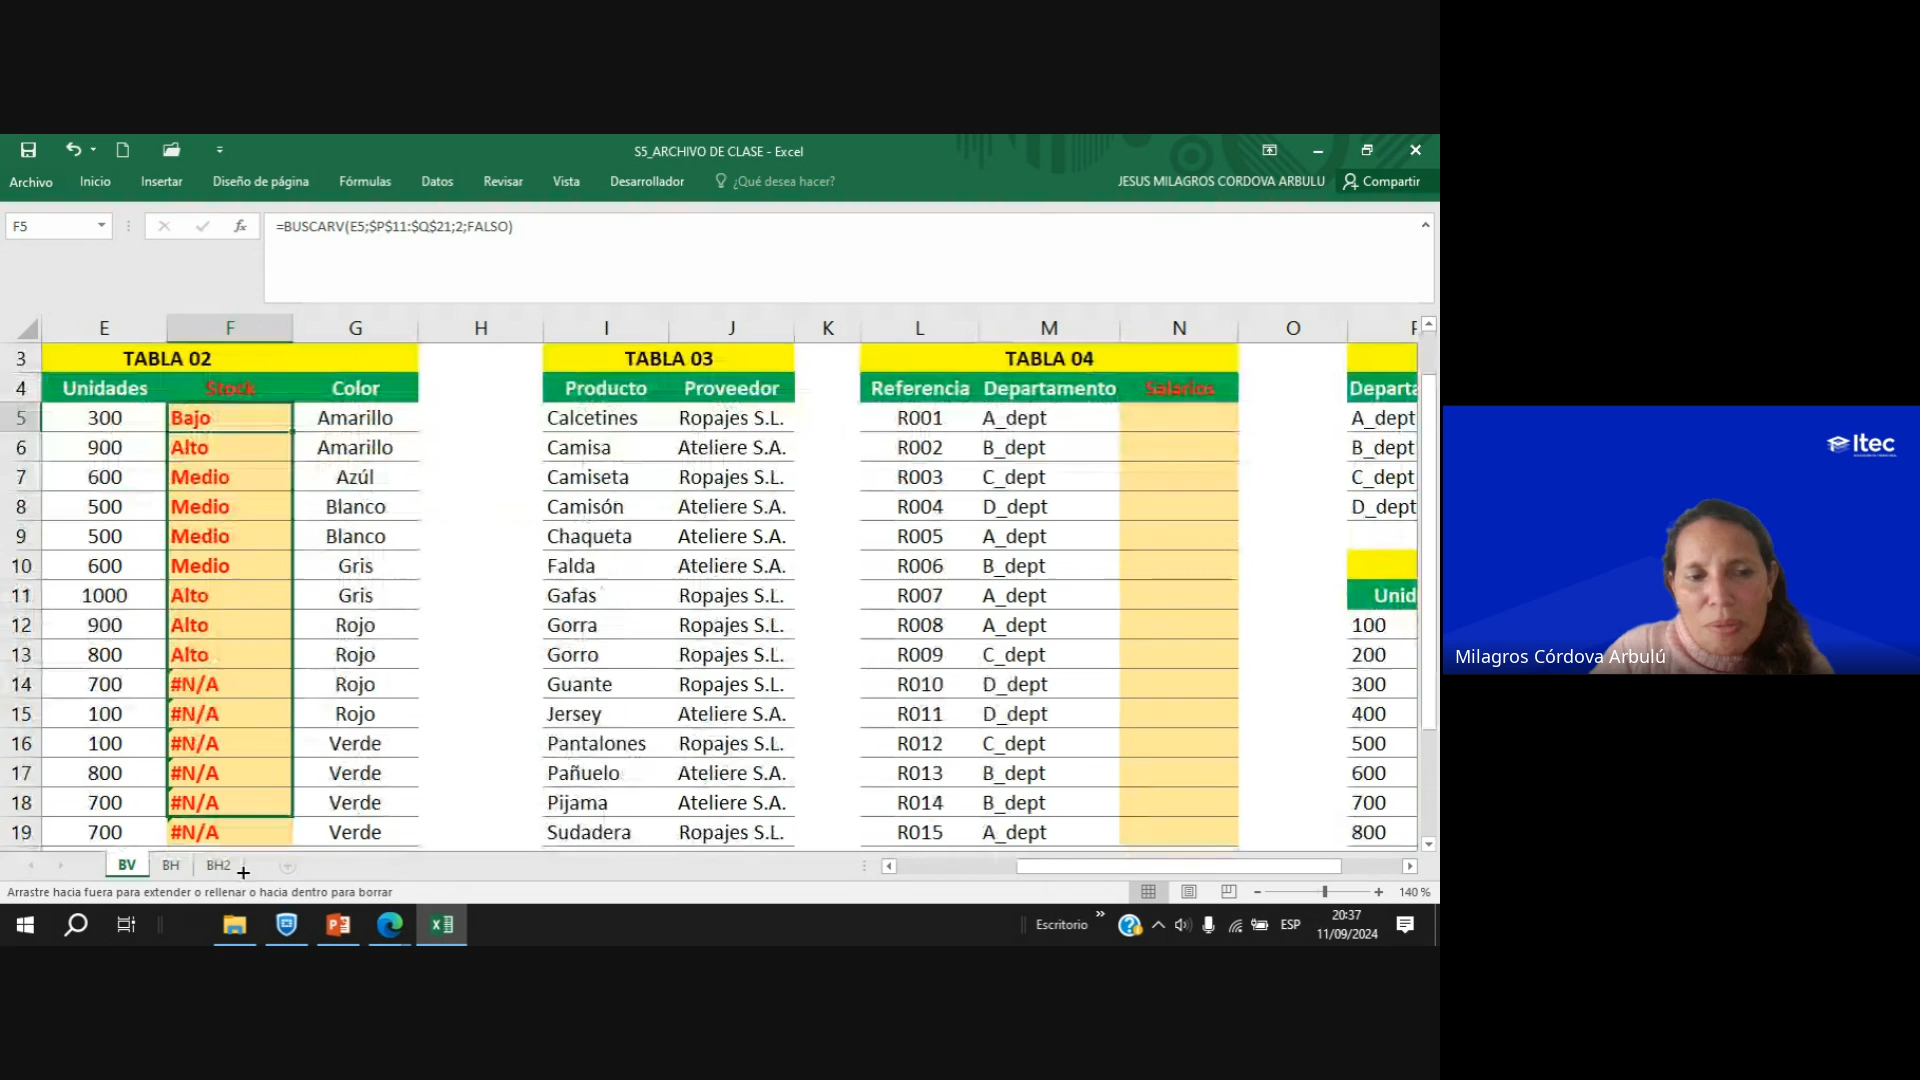 S5_ARCHIVO DE CLASE - Excel
Archivo Inicio Insertar Diseño de página Fórmulas Datos Revisar Vista Desarrollador ¿Qué desea hacer? JESUS MILAGROS CORDOVA ARBULU Compartir
F5 fx =BUSCARV(E5;$P$11:$Q$21;2;FALSO)
E F G H I J K L M N O
3 TABLA 02 TABLA 03 TABLA 04
4 Unidades Stock Color Producto Proveedor Referencia Departamento Salarios Departa
5 300 Bajo Amarillo Calcetines Ropajes S.L. R001 A_dept A_dept
6 900 Alto Amarillo Camisa Ateliere S.A. R002 B_dept B_dept
7 600 Medio Azúl Camiseta Ropajes S.L. R003 C_dept C_dept
8 500 Medio Blanco Camisón Ateliere S.A. R004 D_dept D_dept
9 500 Medio Blanco Chaqueta Ateliere S.A. R005 A_dept
10 600 Medio Gris Falda Ateliere S.A. R006 B_dept
11 1000 Alto Gris Gafas Ropajes S.L. R007 A_dept Unid
12 900 Alto Rojo Gorra Ropajes S.L. R008 A_dept 100
13 800 Alto Rojo Gorro Ropajes S.L. R009 C_dept 200
14 700 #N/A Rojo Guante Ropajes S.L. R010 D_dept 300
15 100 #N/A Rojo Jersey Ateliere S.A. R011 D_dept 400
16 100 #N/A Verde Pantalones Ropajes S.L. R012 C_dept 500
17 800 #N/A Verde Pañuelo Ateliere S.A. R013 B_dept 600
18 700 #N/A Verde Pijama Ateliere S.A. R014 B_dept 700
19 700 #N/A Verde Sudadera Ropajes S.L. R015 A_dept 800
BV BH BH2
Arrastre hacia fuera para extender o rellenar o hacia dentro para borrar 140 %
Escritorio ESP 20:37
11/09/2024
Itec
Milagros Córdova Arbulú